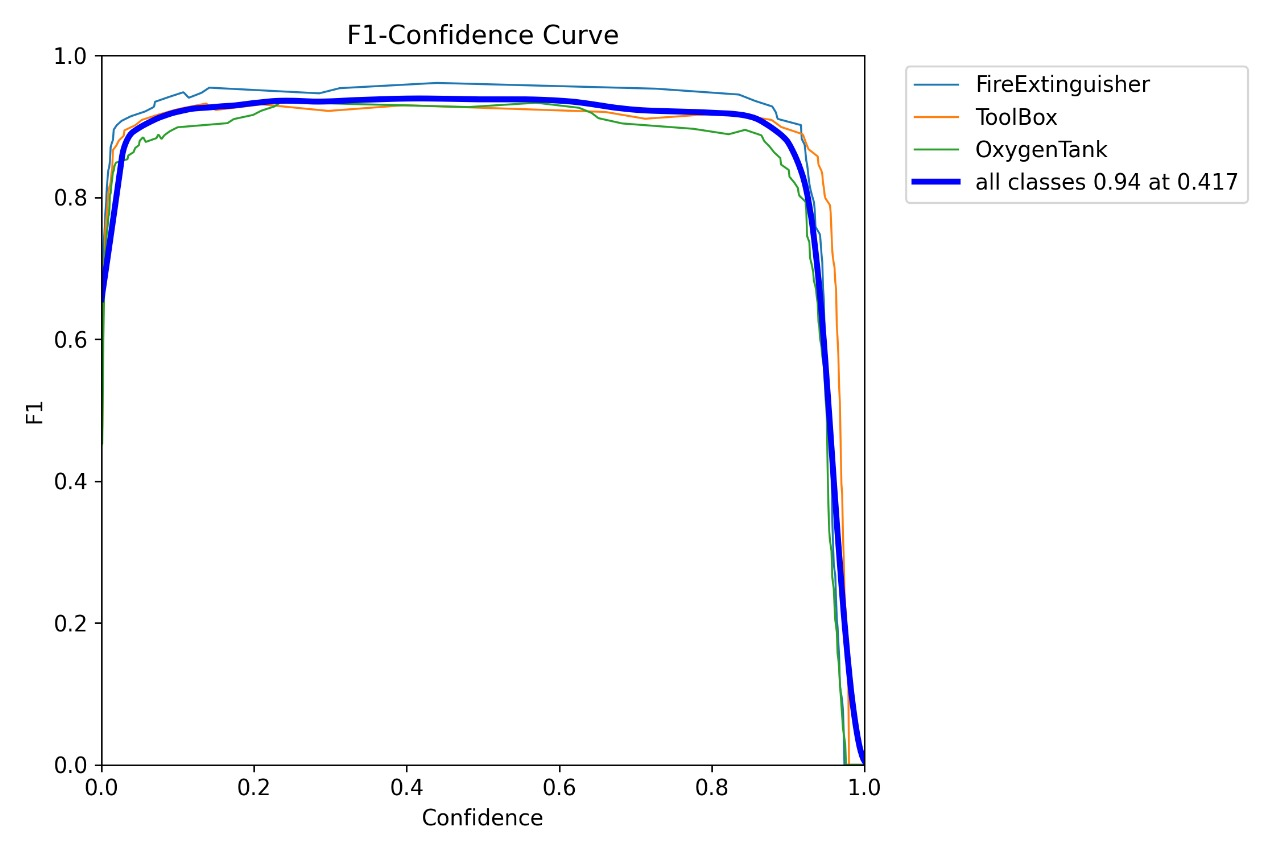 F1-Confidence Curve
1.0
0.8
0.6
0.4
0.2
0.0
F1
0.0 0.2 0.4 0.6 0.8 1.0
Confidence
FireExtinguisher
ToolBox
OxygenTank
all classes 0.94 at 0.417